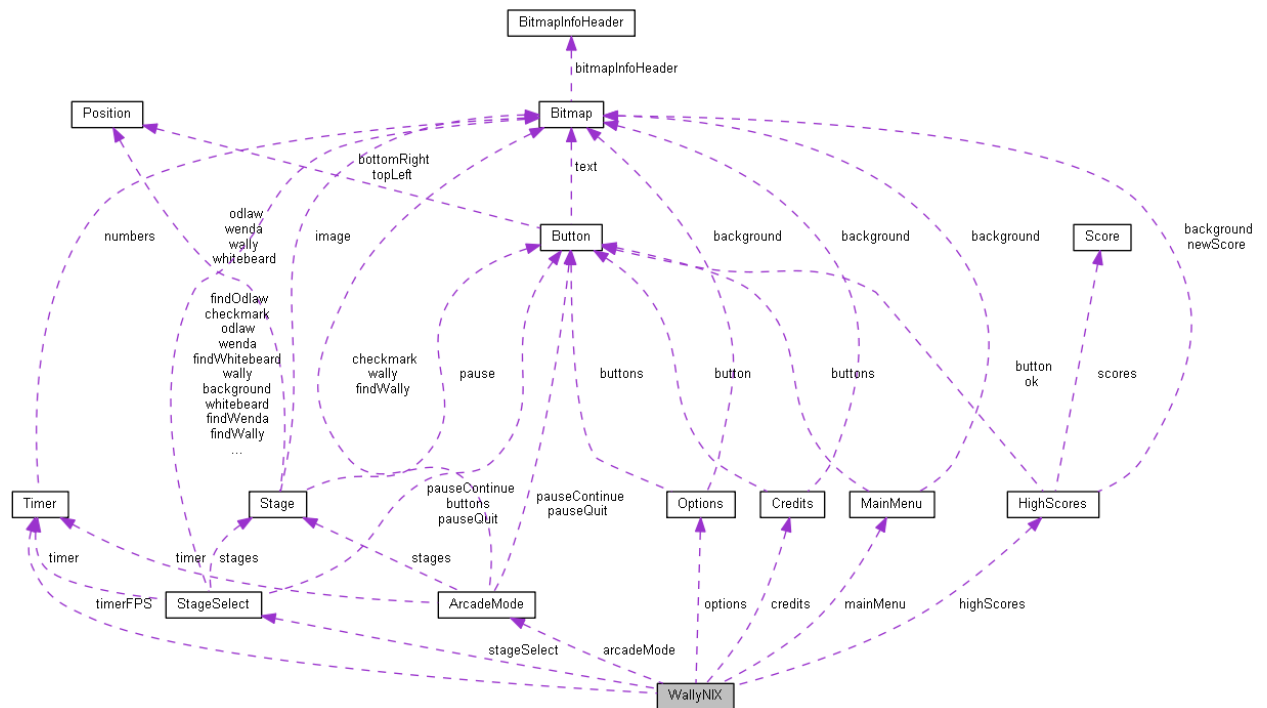 BitmapInfoHeader
bitmapInfoHeader
Position
Bitmap
bottomRight
topLeft
text
numbers
odlaw
wenda
wally
whitebeard
image
Button
background
background
background
Score
background
newScore
findOdlaw
checkmark
odlaw
wenda
findWhitebeard
wally
background
whitebeard
findWenda
findWally
...
checkmark
wally
findWally
pause
buttons
button
buttons
button
ok
scores
Timer
Stage
pauseContinue
buttons
pauseQuit
pauseContinue
pauseQuit
Options
Credits
MainMenu
HighScores
timer
stages
timer
stages
timerFPS
StageSelect
ArcadeMode
options
credits
mainMenu
highScores
stageSelect
arcadeMode
WallyNIX